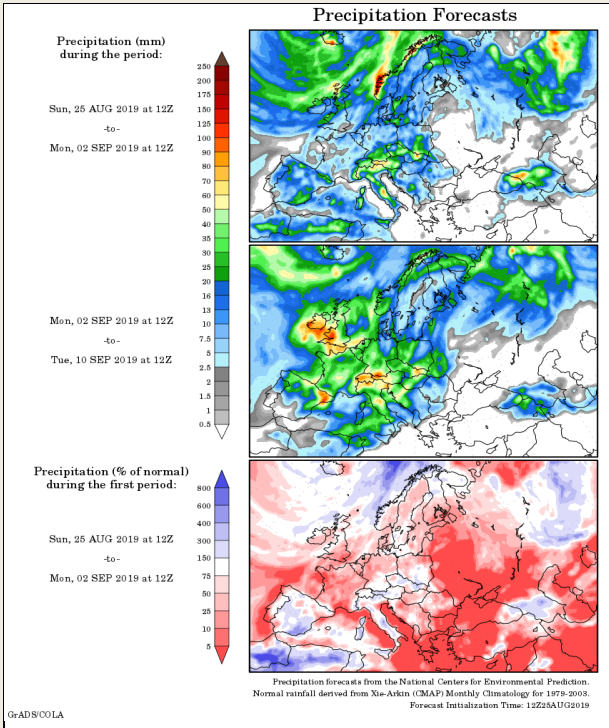 Precipitation Forecasts
Precipitation (mm)
during the period:
Sun, 25 AUG 2019 at 12Z
-to-
Mon, 02 SEP 2019 at 12Z
250
200
175
150
125
100
90
80
70
60
50
40
35
30
25
20
16
13
10
7.5
5
2.5
2
1.5
1
0.5
Mon, 02 SEP 2019 at 12Z
-to-
Tue, 10 SEP 2019 at 12Z
Precipitation (% of normal)
during the first period:
Sun, 25 AUG 2019 at 12Z
-to-
Mon, 02 SEP 2019 at 12Z
800
600
400
300
150
75
50
25
10
5
Precipitation forecasts from the National Centers for Environmental Prediction.
Normal rainfall derived from Xie-Arkin (CMAP) Monthly Climatology for 1979-2003.
Forecast Initialization Time: 12Z25AUG2019
GrADS/COLA